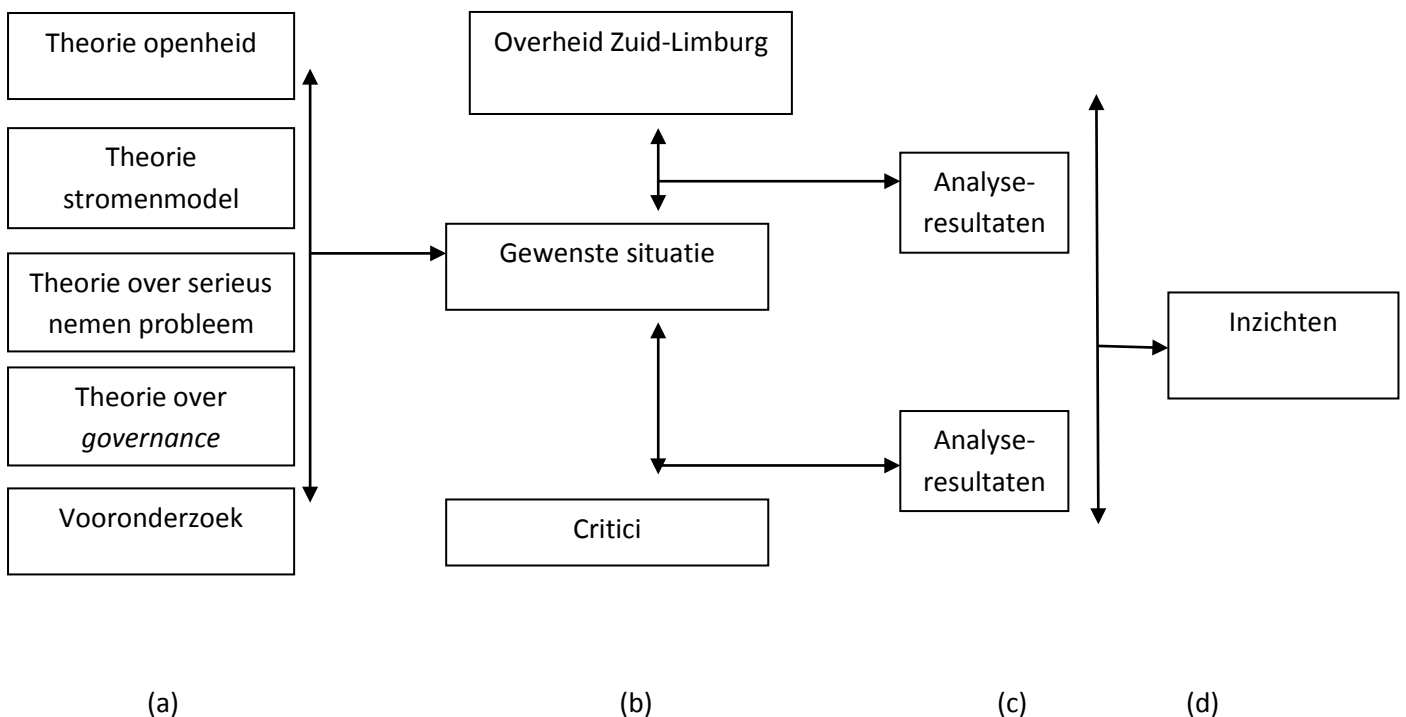 Theorie openheid
Theorie
stromenmodel
Theorie over serieus
nemen probleem
Theorie over
governance
Vooronderzoek
Overheid Zuid-Limburg
Gewenste situatie
Critici
Analyse-
resultaten
Analyse-
resultaten
Inzichten
(a)
(b)
(c)
(d)